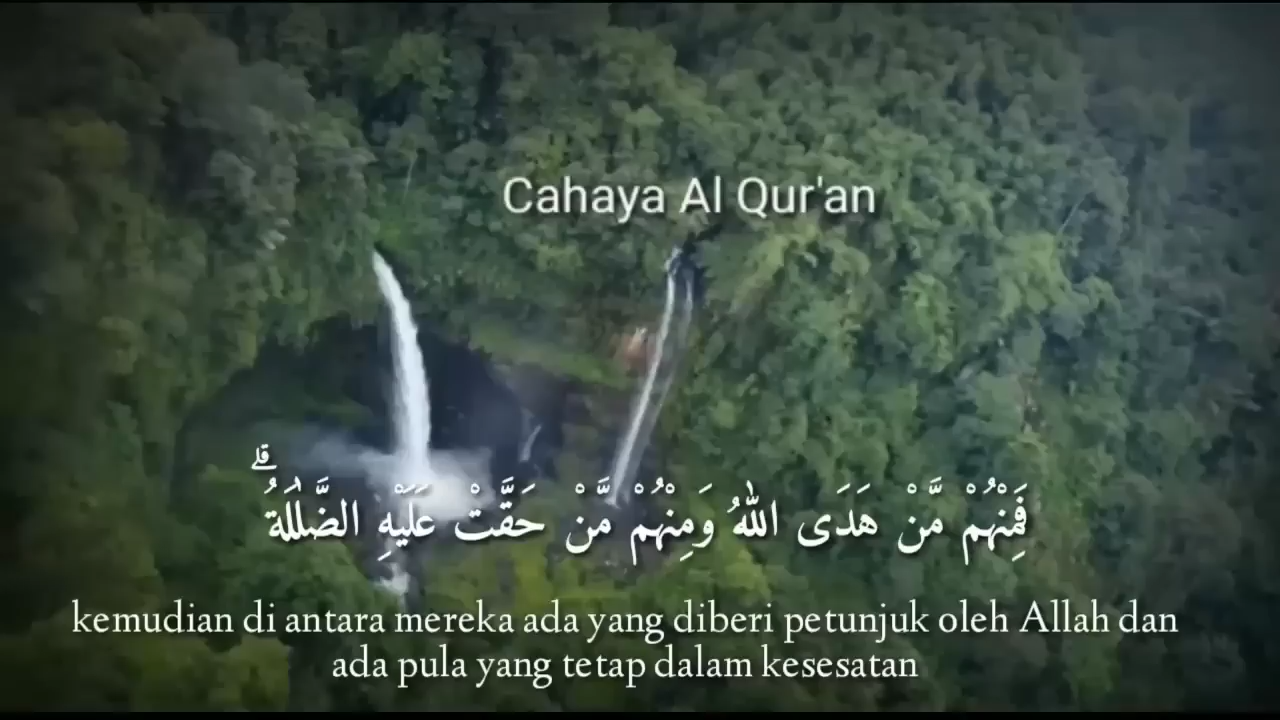 Cahaya Al Qur'an
فَمِنْهُمْ مَّنْ هَدَى اللّٰهُ وَمِنْهُمْ مَّنْ حَقَّتْ عَلَيْهِ الضَّلٰلَةُ ۗ
kemudian di antara mereka ada yang diberi petunjuk oleh Allah dan
ada pula yang tetap dalam kesesatan